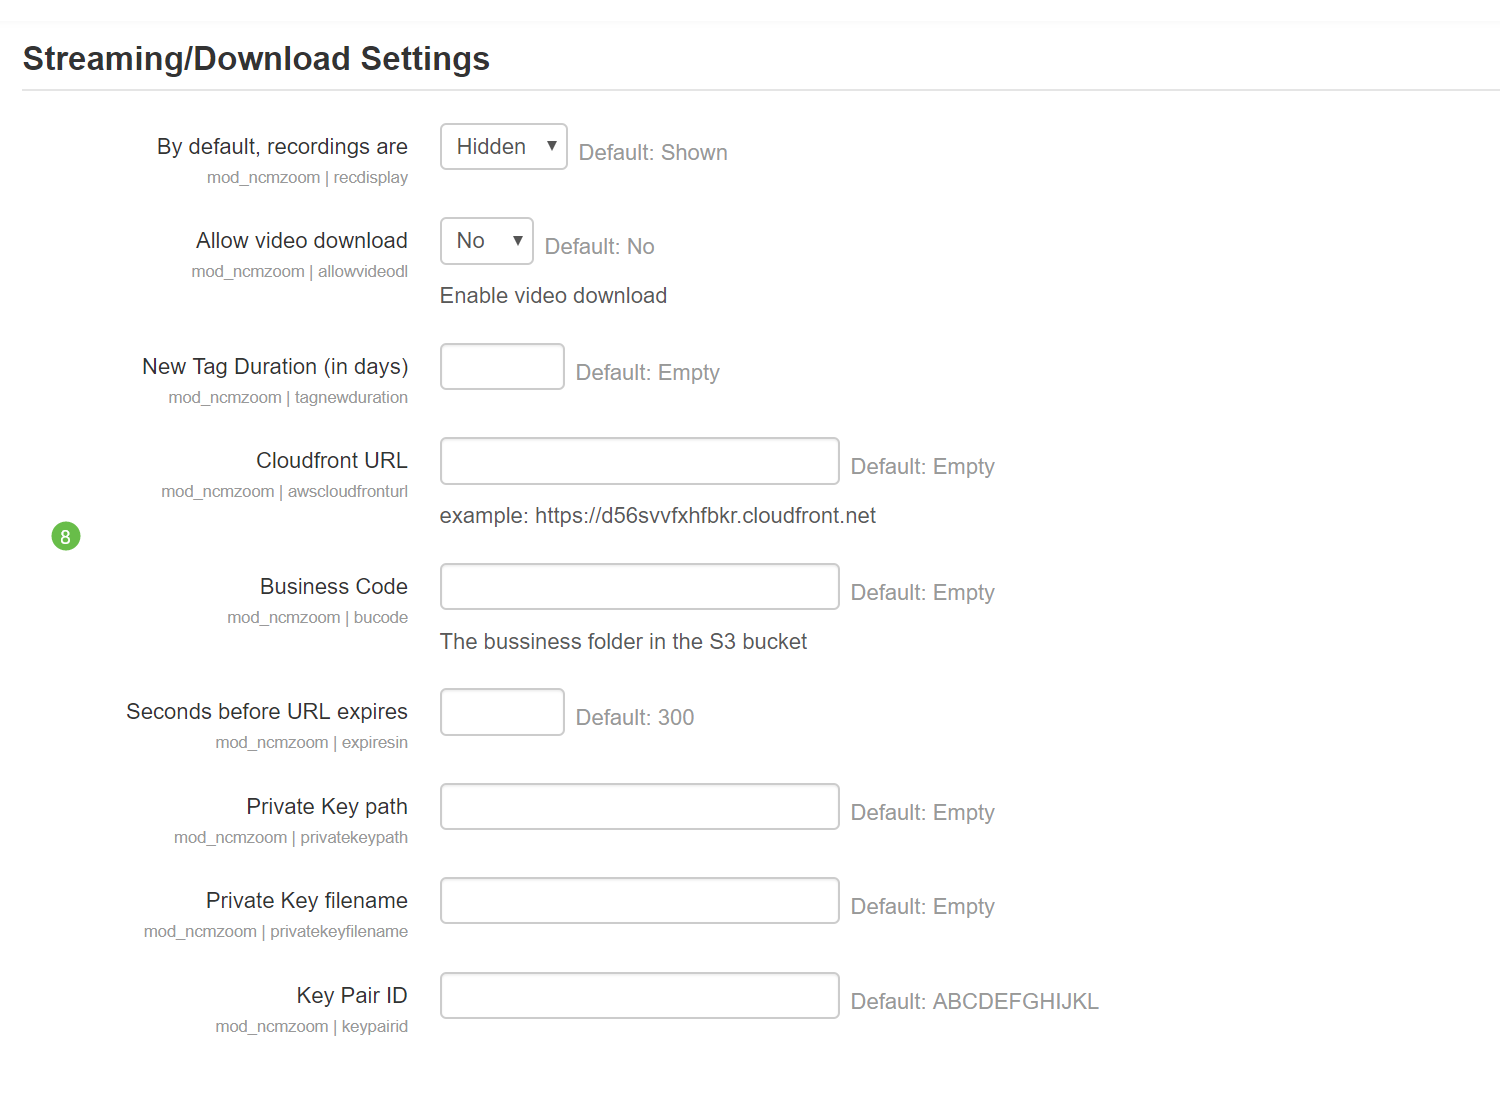 Streaming/Download Settings
By default, recordings are
Hidden ▼ Default: Shown
mod_ncmzoom | recdisplay
Allow video download
No ▼ Default: No
mod_ncmzoom | allowvideodl
Enable video download
New Tag Duration (in days)
Default: Empty
mod_ncmzoom | tagnewduration
Cloudfront URL
Default: Empty
mod_ncmzoom | awscloudfronturl
example: https://d56svvfxhfbkr.cloudfront.net
8
Business Code
Default: Empty
mod_ncmzoom | bucode
The bussiness folder in the S3 bucket
Seconds before URL expires
Default: 300
mod_ncmzoom | expiresin
Private Key path
Default: Empty
mod_ncmzoom | privatekeypath
Private Key filename
Default: Empty
mod_ncmzoom | privatekeyfilename
Key Pair ID
Default: ABCDEFGHIJKL
mod_ncmzoom | keypairid